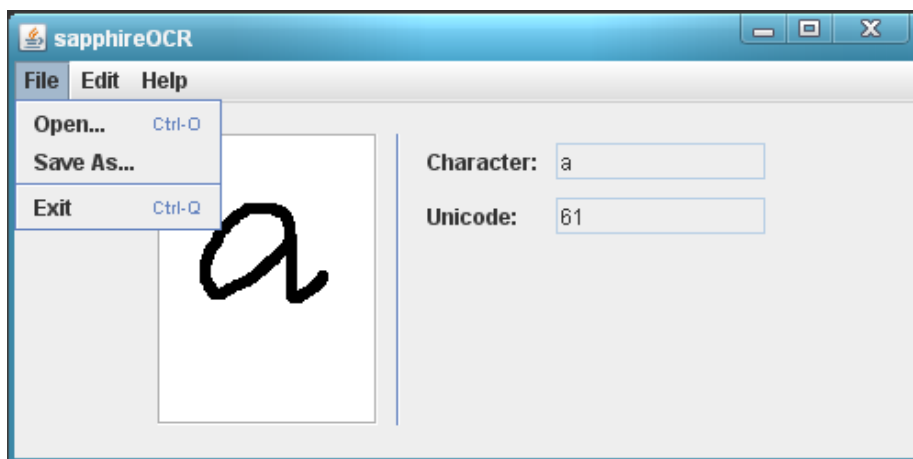 sapphireOCR
File Edit Help
Open... Ctrl-O
Save As...
Exit Ctrl-Q
a
Character: a
Unicode: 61